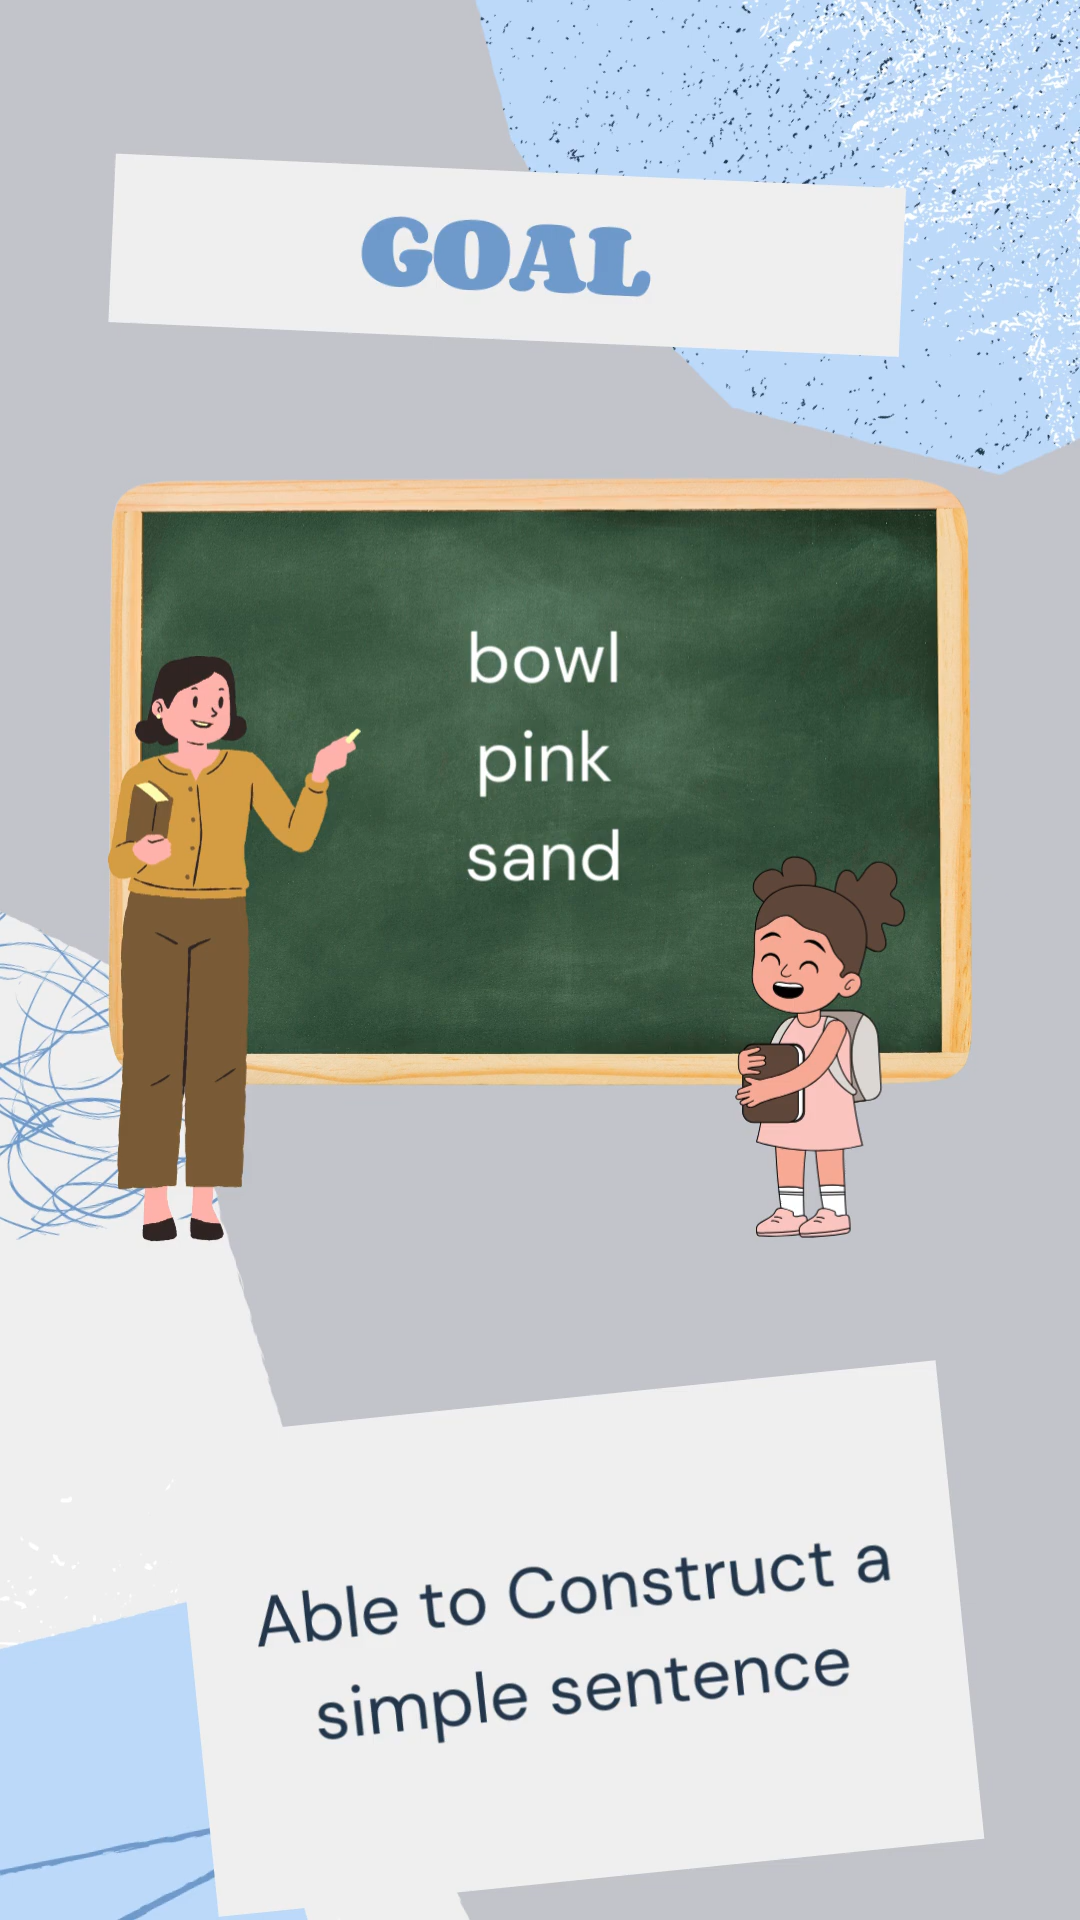 GOAL
bowl
pink
sand
Able to Construct a
simple sentence